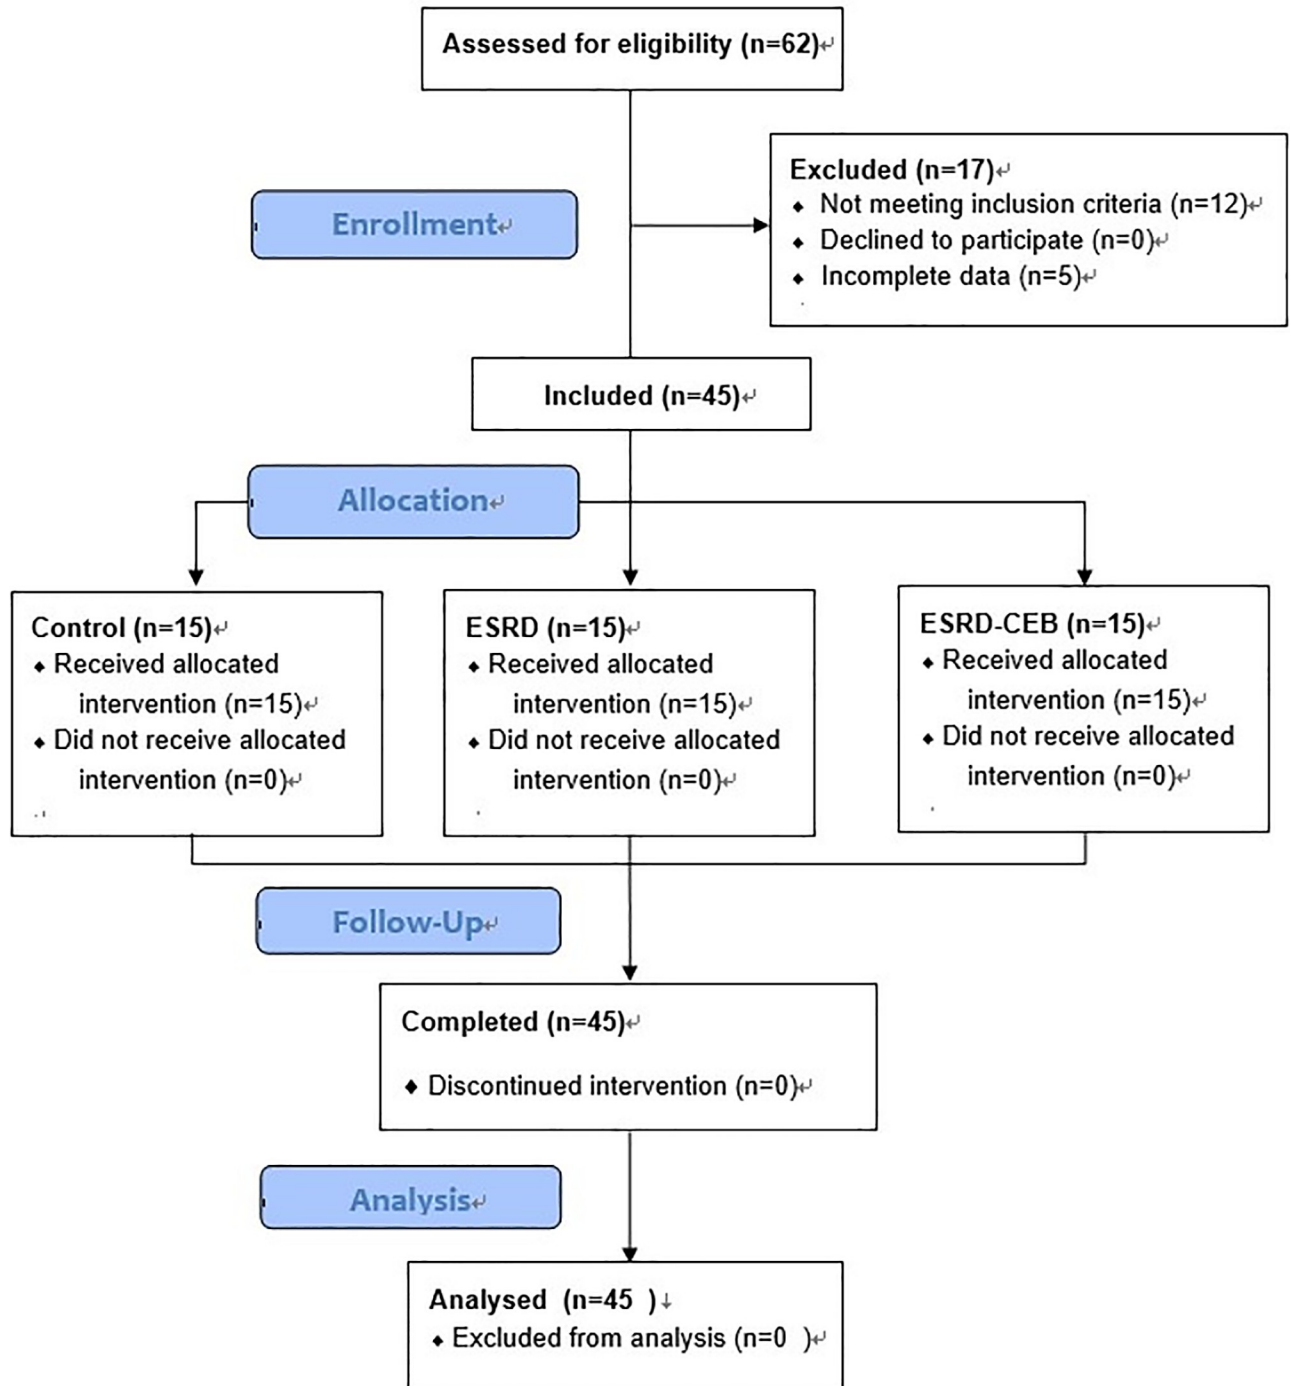 Assessed for eligibility (n=62)↵
Excluded (n=17)↵
⬥ Not meeting inclusion criteria (n=12)↵
⬥ Declined to participate (n=0)↵
⬥ Incomplete data (n=5)↵
Enrollment↵
Included (n=45)↵
Allocation↵
Control (n=15)↵
⬥ Received allocated
intervention (n=15)↵
⬥ Did not receive allocated
intervention (n=0)↵
ESRD (n=15)↵
⬥ Received allocated
intervention (n=15)↵
⬥ Did not receive allocated
intervention (n=0)↵
ESRD-CEB (n=15)↵
⬥ Received allocated
intervention (n=15)↵
⬥ Did not receive allocated
intervention (n=0)↵
Follow-Up↵
Completed (n=45)↵
⬥ Discontinued intervention (n=0)↵
Analysis↵
Analysed (n=45 )↓
⬥ Excluded from analysis (n=0 )↵